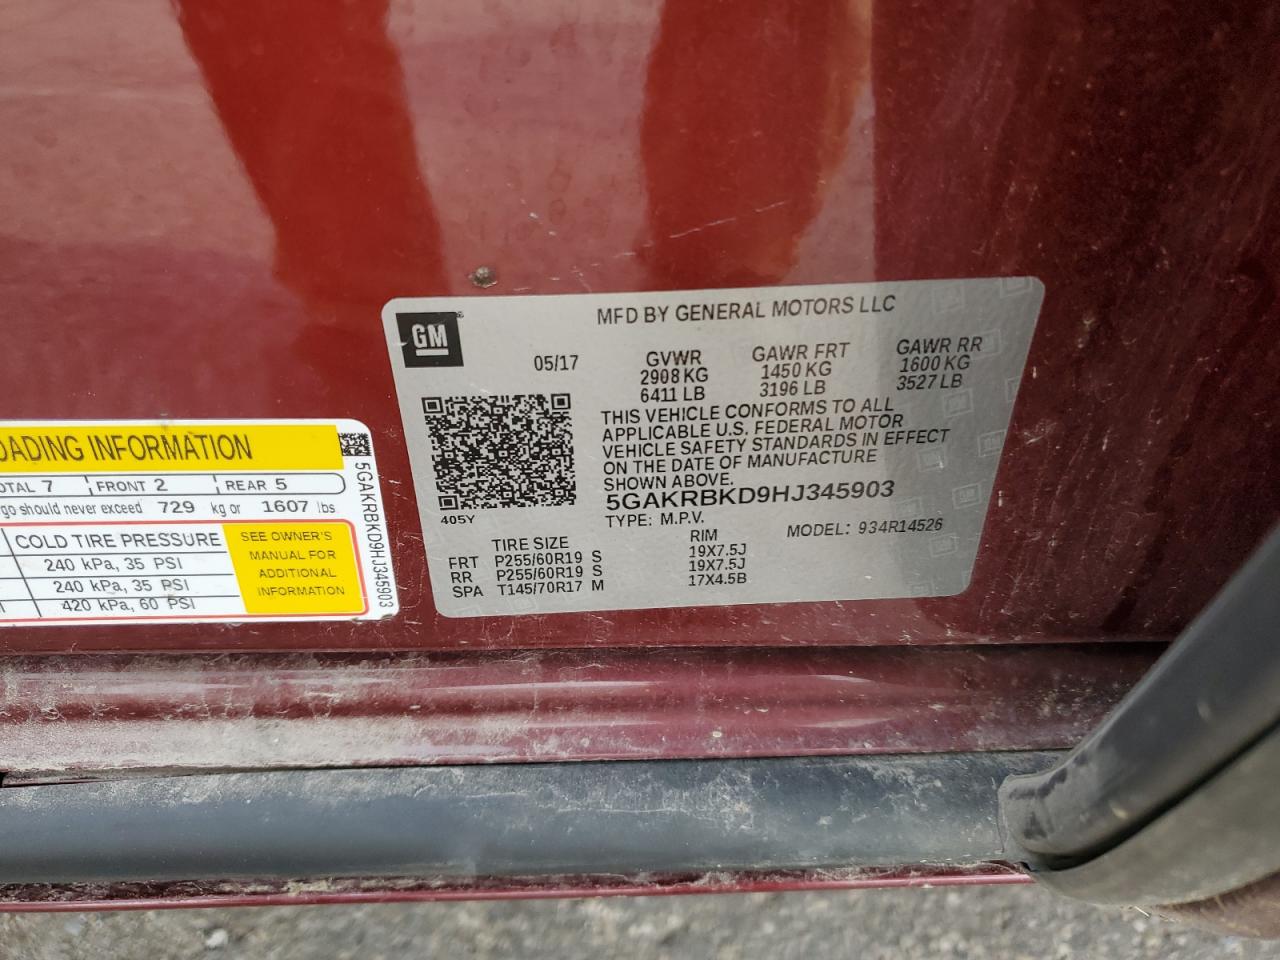 MFD BY GENERAL MOTORS LLC
GM
05/17
GVWR
2908 KG
6411 LB
GAWR FRT
1450 KG
3196 LB
GAWR RR
1600 KG
3527 LB
THIS VEHICLE CONFORMS TO ALL
APPLICABLE U.S. FEDERAL MOTOR
VEHICLE SAFETY STANDARDS IN EFFECT
ON THE DATE OF MANUFACTURE
SHOWN ABOVE.
5GAKRBKD9HJ345903
405Y
TYPE: M.P.V.
MODEL: 934R14526
TIRE SIZE RIM
FRT P255/60R19 S 19X7.5J
RR P255/60R19 S 19X7.5J
SPA T145/70R17 M 17X4.5B
OADING INFORMATION
OTAL 7 FRONT 2 REAR 5
go should never exceed 729 kg or 1607 lbs.
COLD TIRE PRESSURE
240 kPa, 35 PSI
240 kPa, 35 PSI
420 kPa, 60 PSI
SEE OWNER'S
MANUAL FOR
ADDITIONAL
INFORMATION
5GAKRBKD9HJ345903